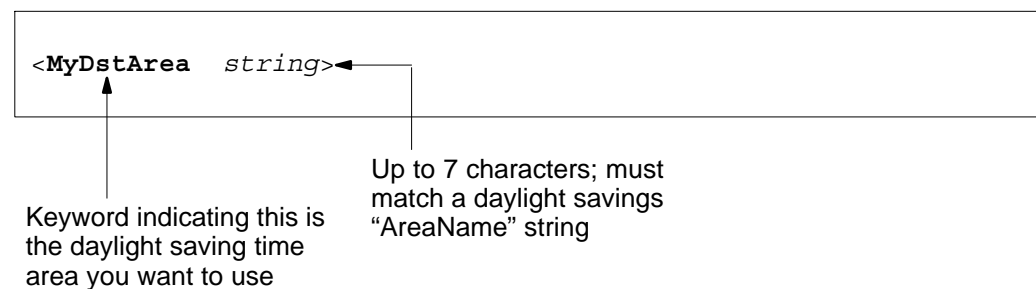 <MyDstArea string>
Up to 7 characters; must
match a daylight savings
“AreaName” string
Keyword indicating this is
the daylight saving time
area you want to use